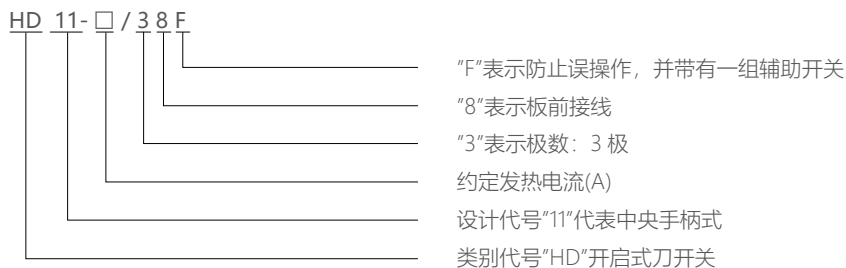 HD 11-□/38F
"F"表示防止误操作，并带有一组辅助开关
"8"表示板前接线
"3"表示极数：3 极
约定发热电流(A)
设计代号"11"代表中央手柄式
类别代号"HD"开启式刀开关